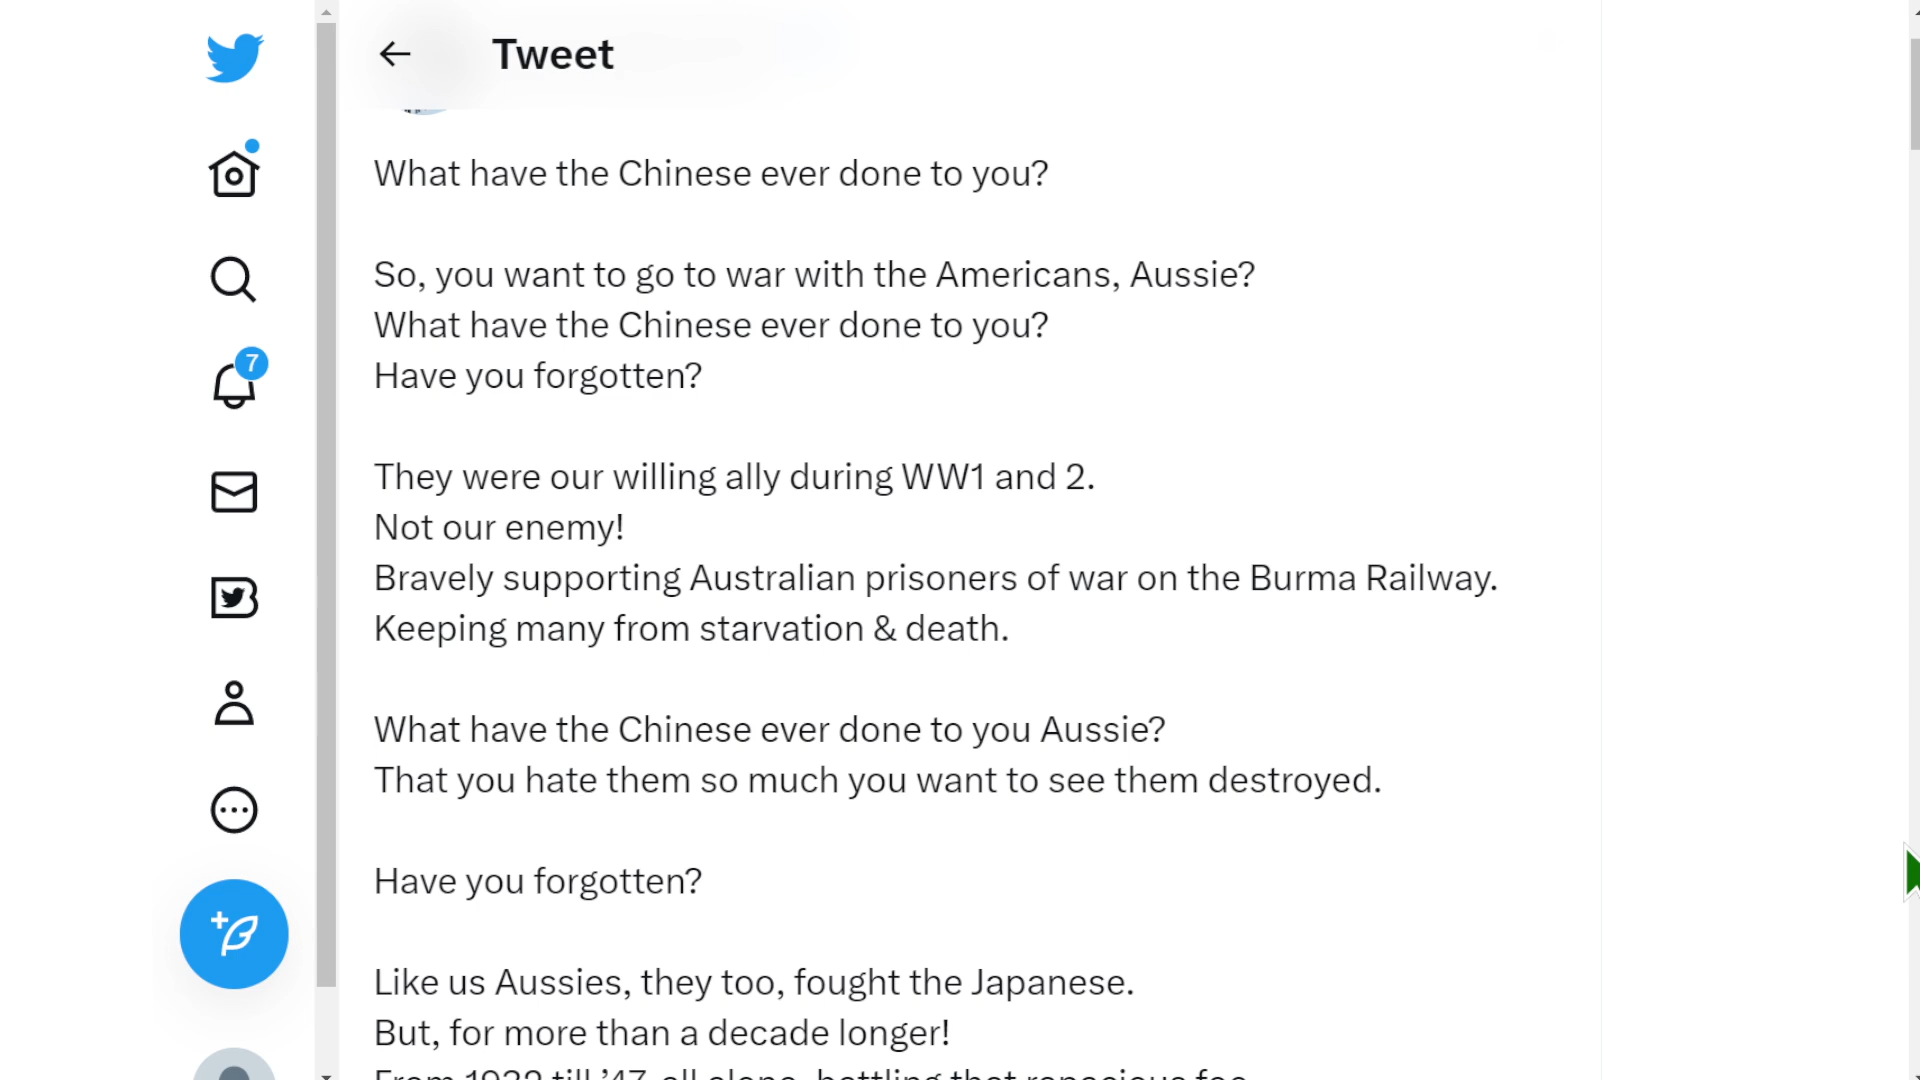 Tweet
What have the Chinese ever done to you?
So, you want to go to war with the Americans, Aussie?
What have the Chinese ever done to you?
Have you forgotten?
7
They were our willing ally during WW1 and 2.
Not our enemy!
Bravely supporting Australian prisoners of war on the Burma Railway.
Keeping many from starvation & death.
What have the Chinese ever done to you Aussie?
That you hate them so much you want to see them destroyed.
Have you forgotten?
Like us Aussies, they too, fought the Japanese.
But, for more than a decade longer!